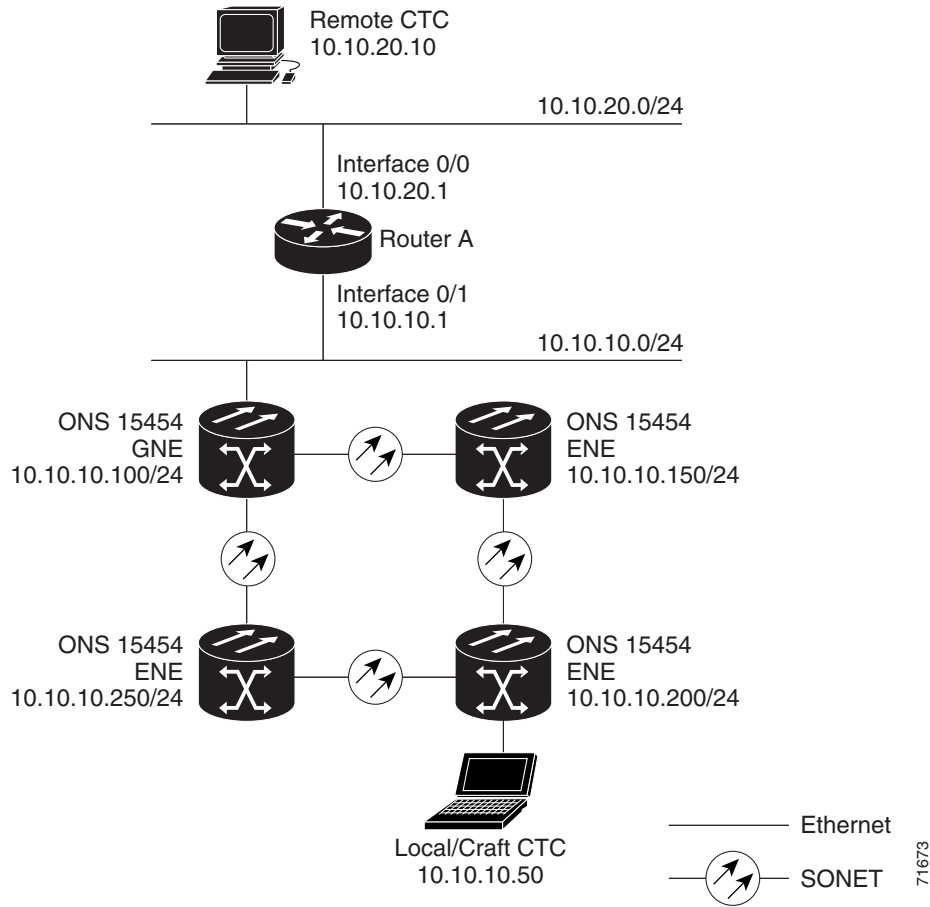 Remote CTC
10.10.20.10
10.10.20.0/24
Interface 0/0
10.10.20.1
Router A
Interface 0/1
10.10.10.1
10.10.10.0/24
ONS 15454
GNE
10.10.10.100/24
ONS 15454
ENE
10.10.10.150/24
ONS 15454
ENE
10.10.10.250/24
ONS 15454
ENE
10.10.10.200/24
Local/Craft CTC
10.10.10.50
Ethernet
SONET
71673